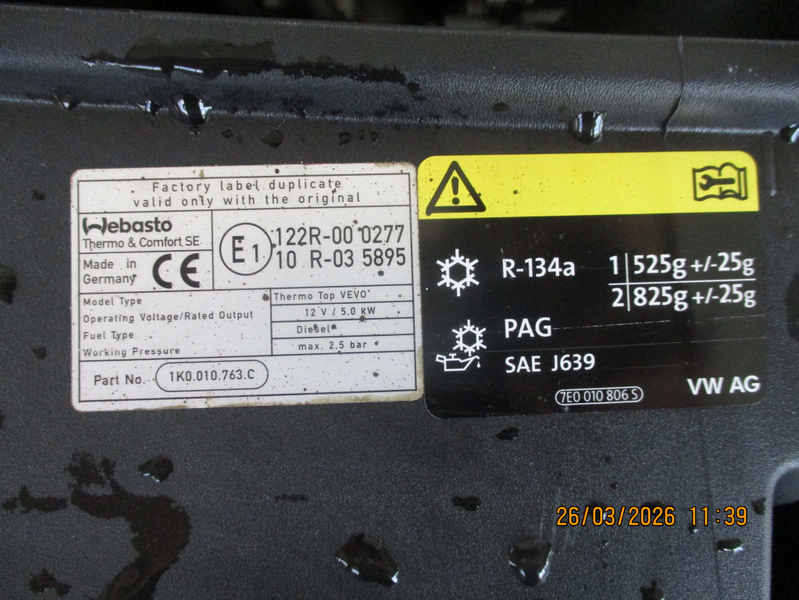 Factory label duplicate
valid only with the original
Webasto
Thermo & Comfort SE
Made in
Germany
CE
E1
122R-00 0277
10 R-03 5895
Model Type
Thermo Top VEVO
Operating Voltage/Rated Output
12 V / 5,0 kW
Fuel Type
Diesel
Working Pressure
max. 2,5 bar
Part No.
1K0.010.763.C
R-134a
1 525g +/-25g
2 825g +/-25g
PAG
SAE J639
7E0 010 806 S
VW AG
26/03/2026 11:39